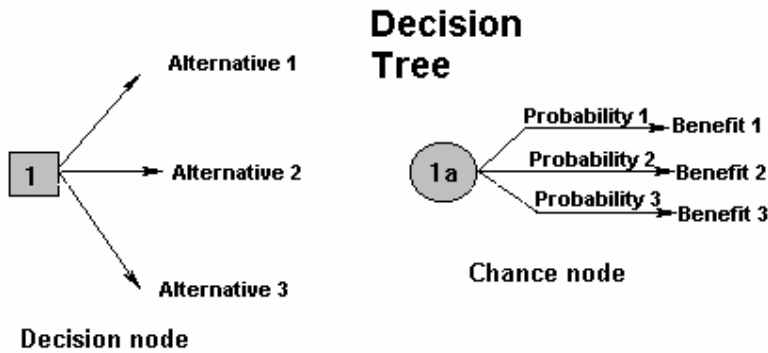 Decision
Tree
Alternative 1
1
Alternative 2
Alternative 3
Decision node
Probability 1
Benefit 1
1a
Probability 2
Benefit 2
Probability 3
Benefit 3
Chance node